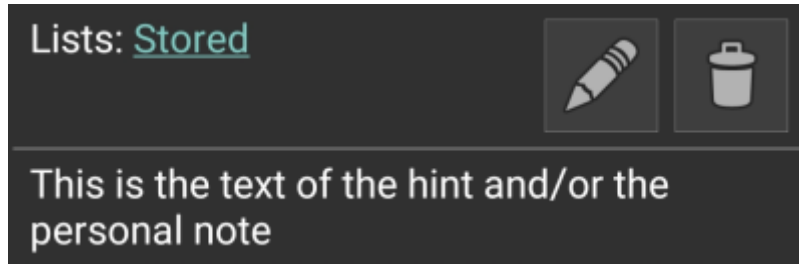 Lists: Stored
This is the text of the hint and/or the
personal note